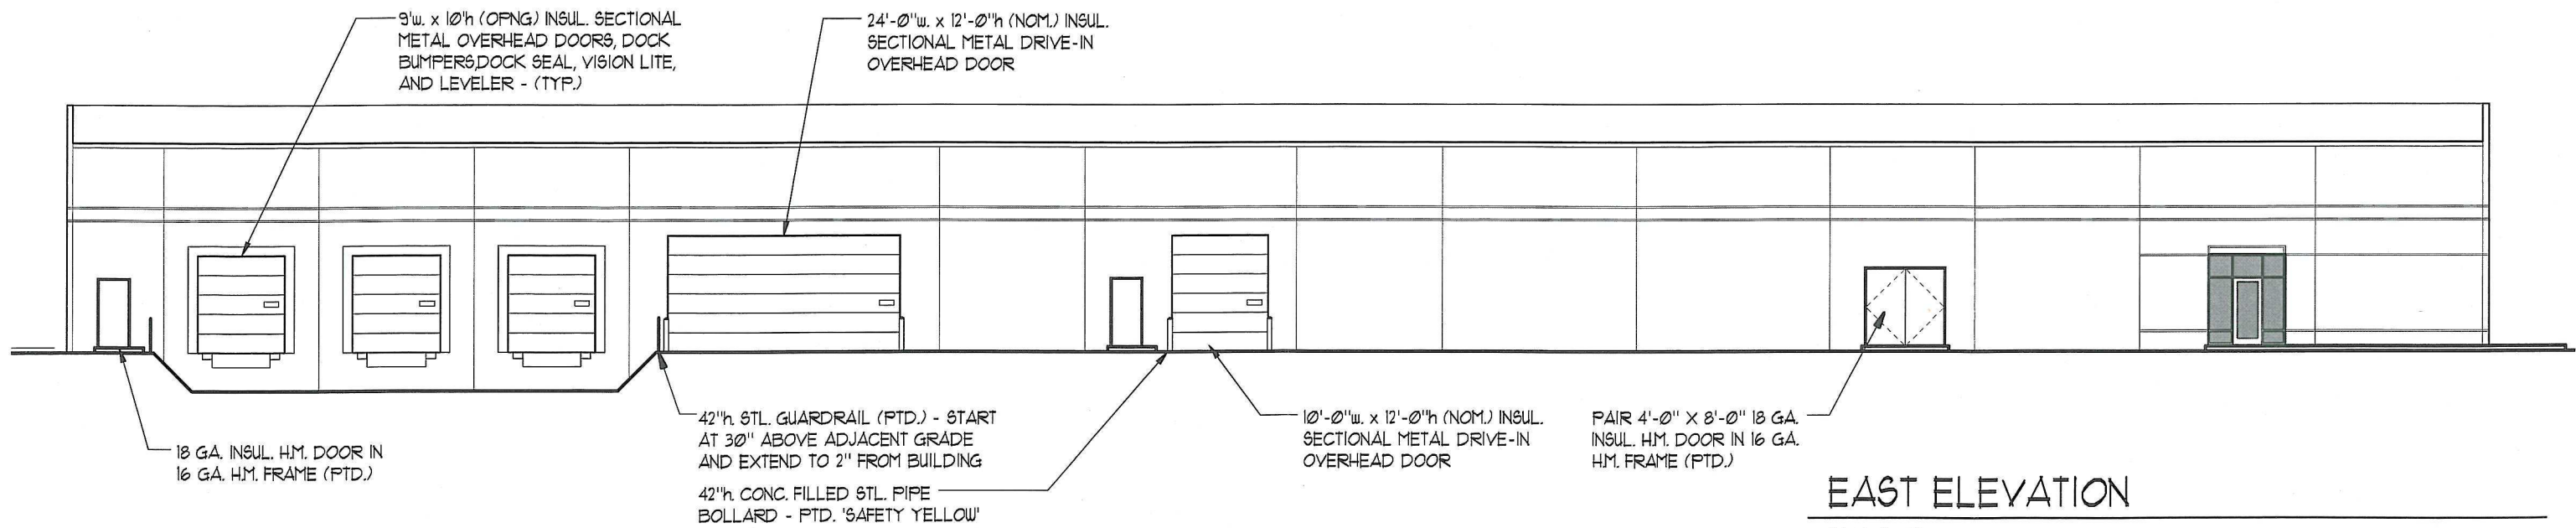 9'w. x 10'h (OPNG) INSUL. SECTIONAL
METAL OVERHEAD DOORS, DOCK
BUMPERS,DOCK SEAL, VISION LITE,
AND LEVELER - (TYP.)
24'-0"w. x 12'-0"h (NOM.) INSUL.
SECTIONAL METAL DRIVE-IN
OVERHEAD DOOR
18 GA. INSUL. H.M. DOOR IN
16 GA. H.M. FRAME (PTD.)
42"h. STL. GUARDRAIL (PTD.) - START
AT 30" ABOVE ADJACENT GRADE
AND EXTEND TO 2" FROM BUILDING
42"h. CONC. FILLED STL. PIPE
BOLLARD - PTD. 'SAFETY YELLOW'
10'-0"w. x 12'-0"h (NOM.) INSUL.
SECTIONAL METAL DRIVE-IN
OVERHEAD DOOR
PAIR 4'-0" X 8'-0" 18 GA.
INSUL. H.M. DOOR IN 16 GA.
H.M. FRAME (PTD.)
EAST ELEVATION